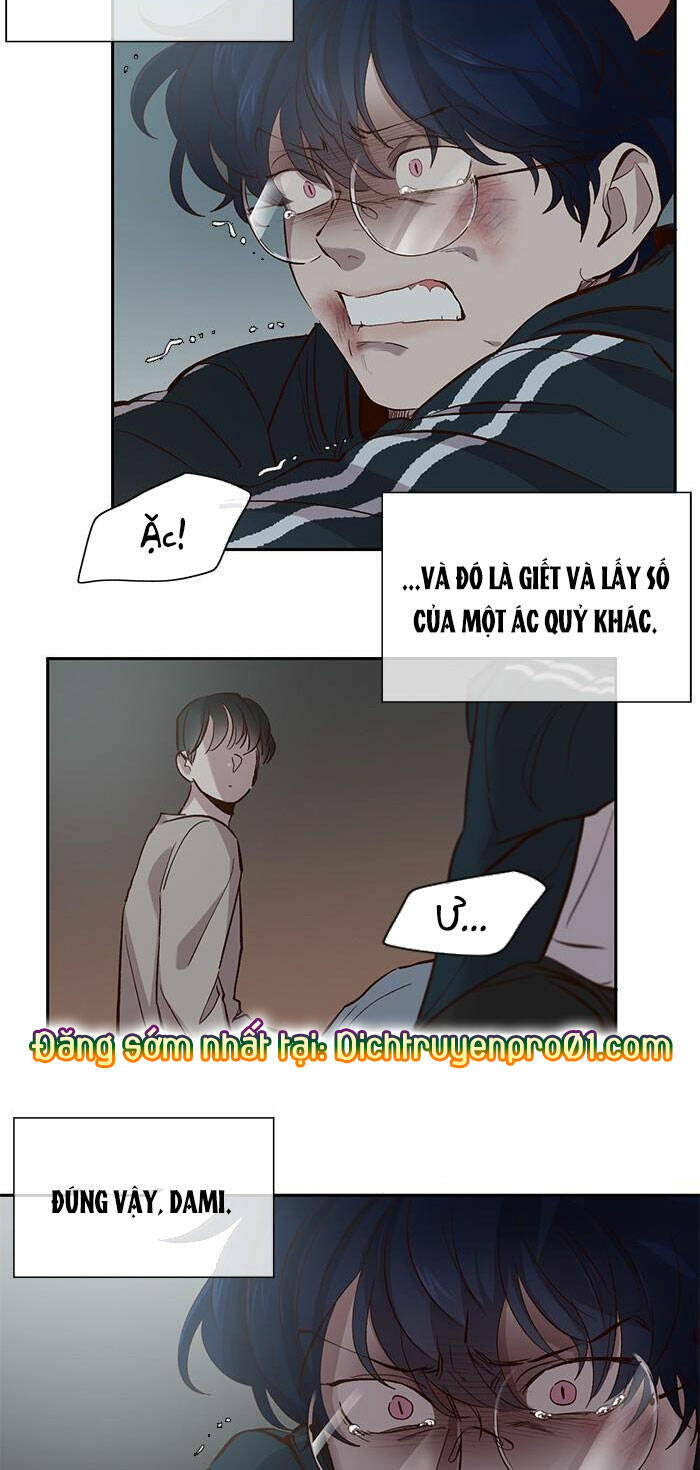 Ặc!
...VÀ ĐÓ LÀ GIẾT VÀ LẤY SỐ
CỦA MỘT ÁC QUỶ KHÁC.
Ư...
Đăng sớm nhất tại: Dichtruyenpro01.com
ĐÚNG VẬY, DAMI.